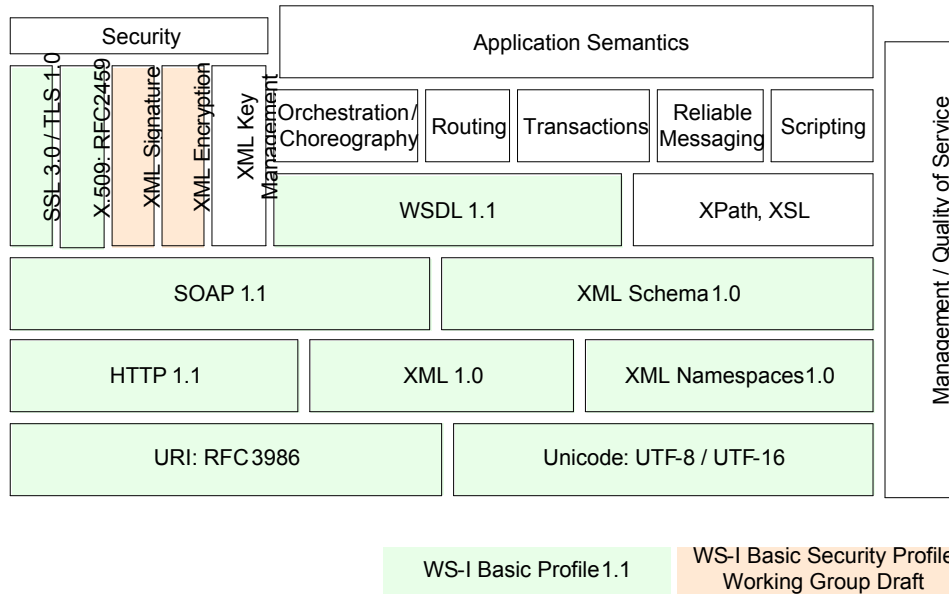 Security
Application Semantics
SSL 3.0 / TLS 1.0
X.509: RFC2459
XML Signature
XML Encryption
XML Key
Management
Orchestration/
Choreography
Routing
Transactions
Reliable
Messaging
Scripting
Management / Quality of Service
WSDL 1.1
XPath, XSL
SOAP 1.1
XML Schema 1.0
HTTP 1.1
XML 1.0
XML Namespaces 1.0
URI: RFC 3986
Unicode: UTF-8 / UTF-16
WS-I Basic Profile 1.1
WS-I Basic Security Profile
Working Group Draft